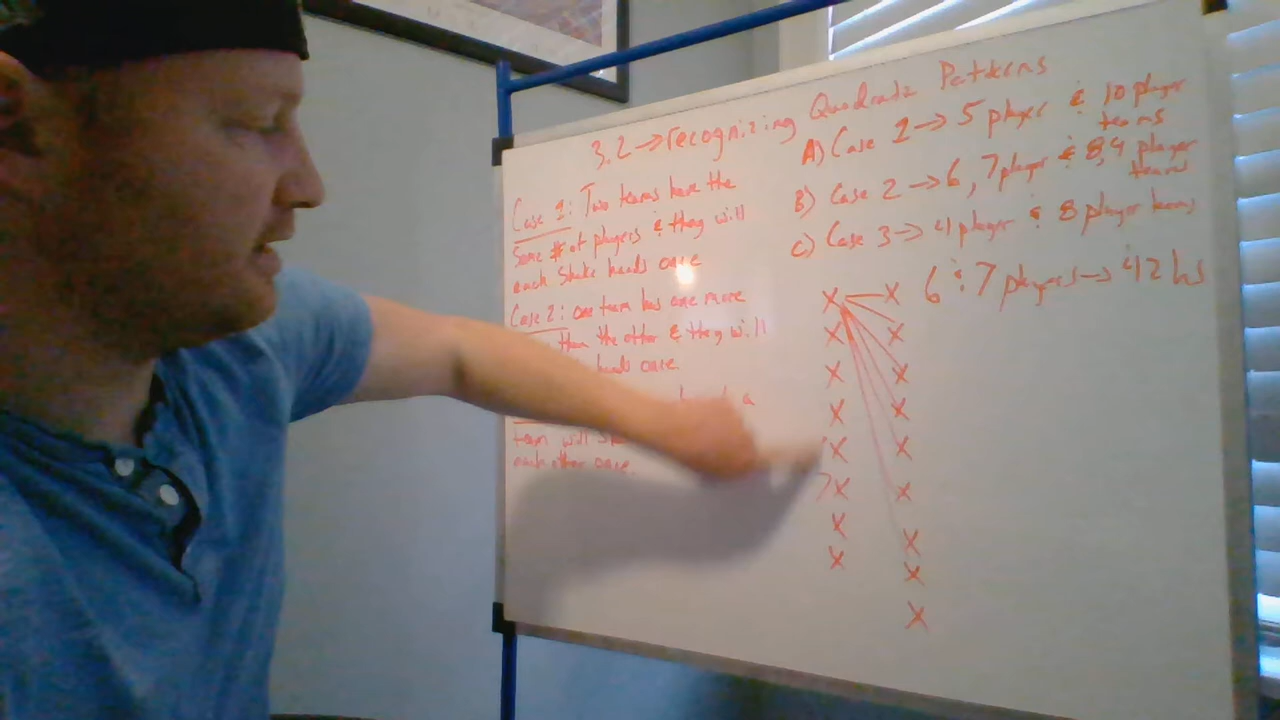 3.2→recognizing Quadratic Patterns
Case 1: Two teams have the
Same # of players & they will
each Shake hands once
Case 2: one team has one more
than the other & they will
hands once.
a
team will
each other once.
A) Case 1→ 5 player & 10 player
teams
B) Case 2→6, 7player & 8,9 player
teams
C) Case 3→ 4 player & 8 player teams
6 & 7 players→ 42 hs
X X
X X
X X
X X
X X
X X
X X
X X
X